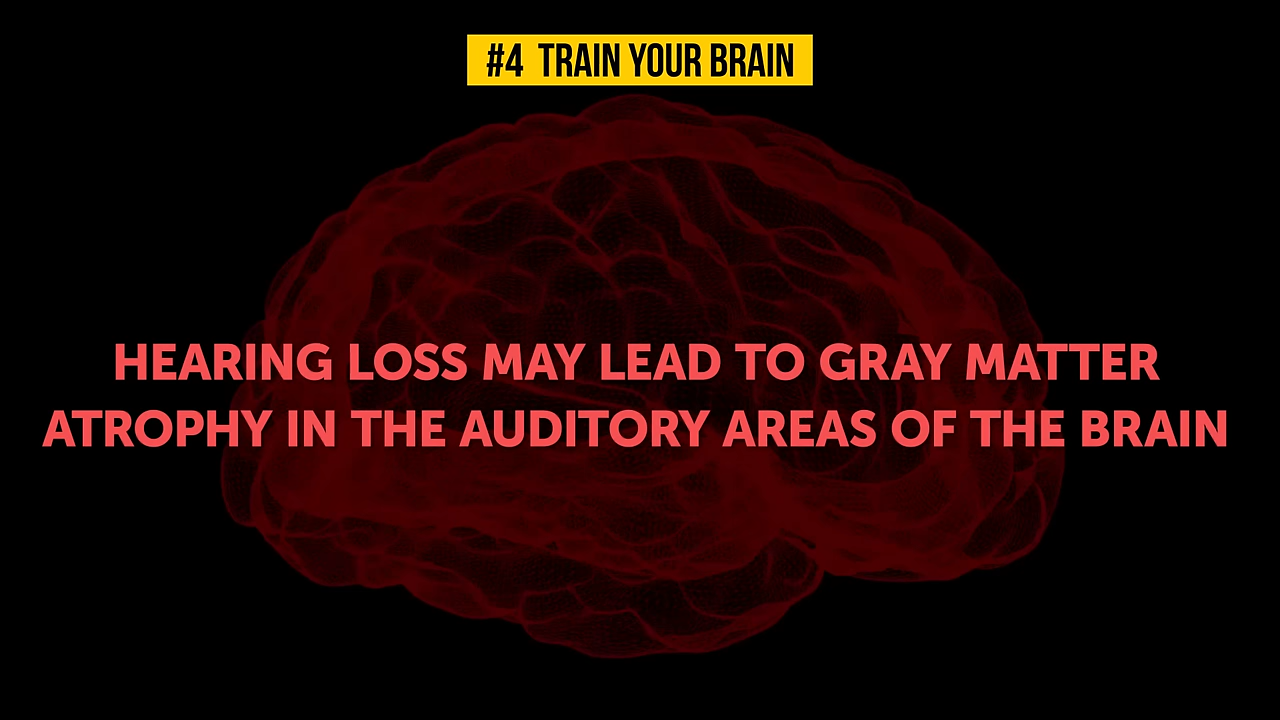 #4 TRAIN YOUR BRAIN
HEARING LOSS MAY LEAD TO GRAY MATTER
ATROPHY IN THE AUDITORY AREAS OF THE BRAIN